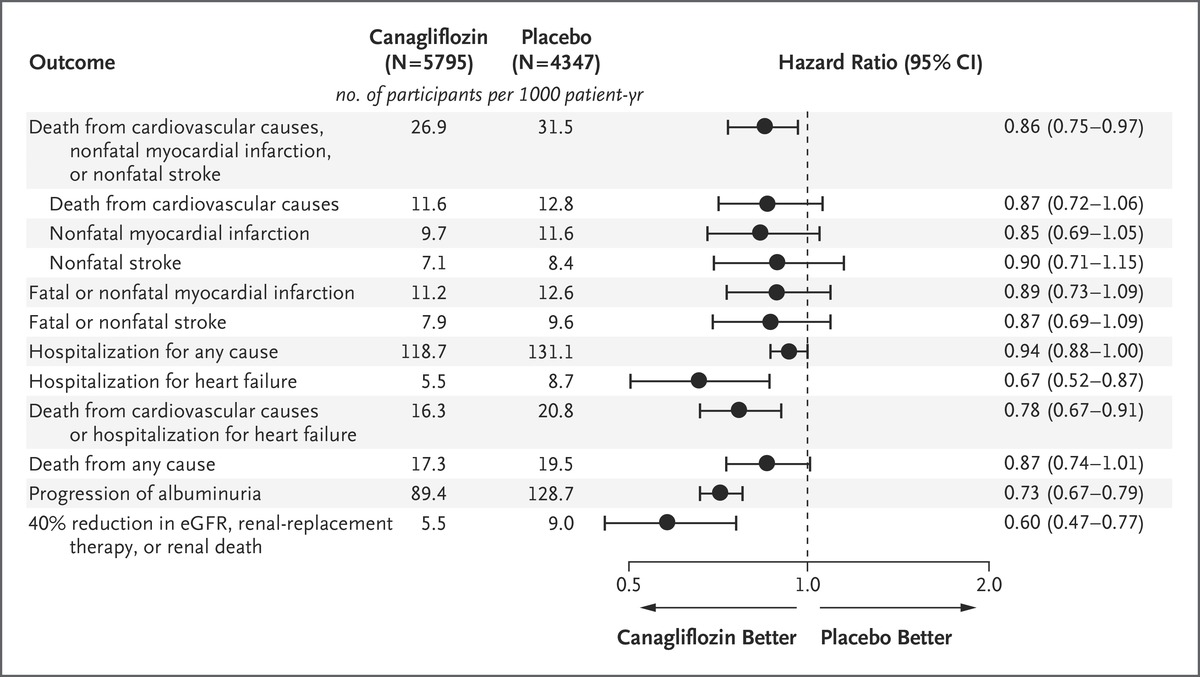 Outcome Canagliflozin (N=5795) Placebo (N=4347) Hazard Ratio (95% CI)
no. of participants per 1000 patient-yr
Death from cardiovascular causes, 26.9 31.5 0.86 (0.75–0.97)
nonfatal myocardial infarction,
or nonfatal stroke
Death from cardiovascular causes 11.6 12.8 0.87 (0.72–1.06)
Nonfatal myocardial infarction 9.7 11.6 0.85 (0.69–1.05)
Nonfatal stroke 7.1 8.4 0.90 (0.71–1.15)
Fatal or nonfatal myocardial infarction 11.2 12.6 0.89 (0.73–1.09)
Fatal or nonfatal stroke 7.9 9.6 0.87 (0.69–1.09)
Hospitalization for any cause 118.7 131.1 0.94 (0.88–1.00)
Hospitalization for heart failure 5.5 8.7 0.67 (0.52–0.87)
Death from cardiovascular causes 16.3 20.8 0.78 (0.67–0.91)
or hospitalization for heart failure
Death from any cause 17.3 19.5 0.87 (0.74–1.01)
Progression of albuminuria 89.4 128.7 0.73 (0.67–0.79)
40% reduction in eGFR, renal-replacement 5.5 9.0 0.60 (0.47–0.77)
therapy, or renal death
0.5 1.0 2.0
Canagliflozin Better Placebo Better